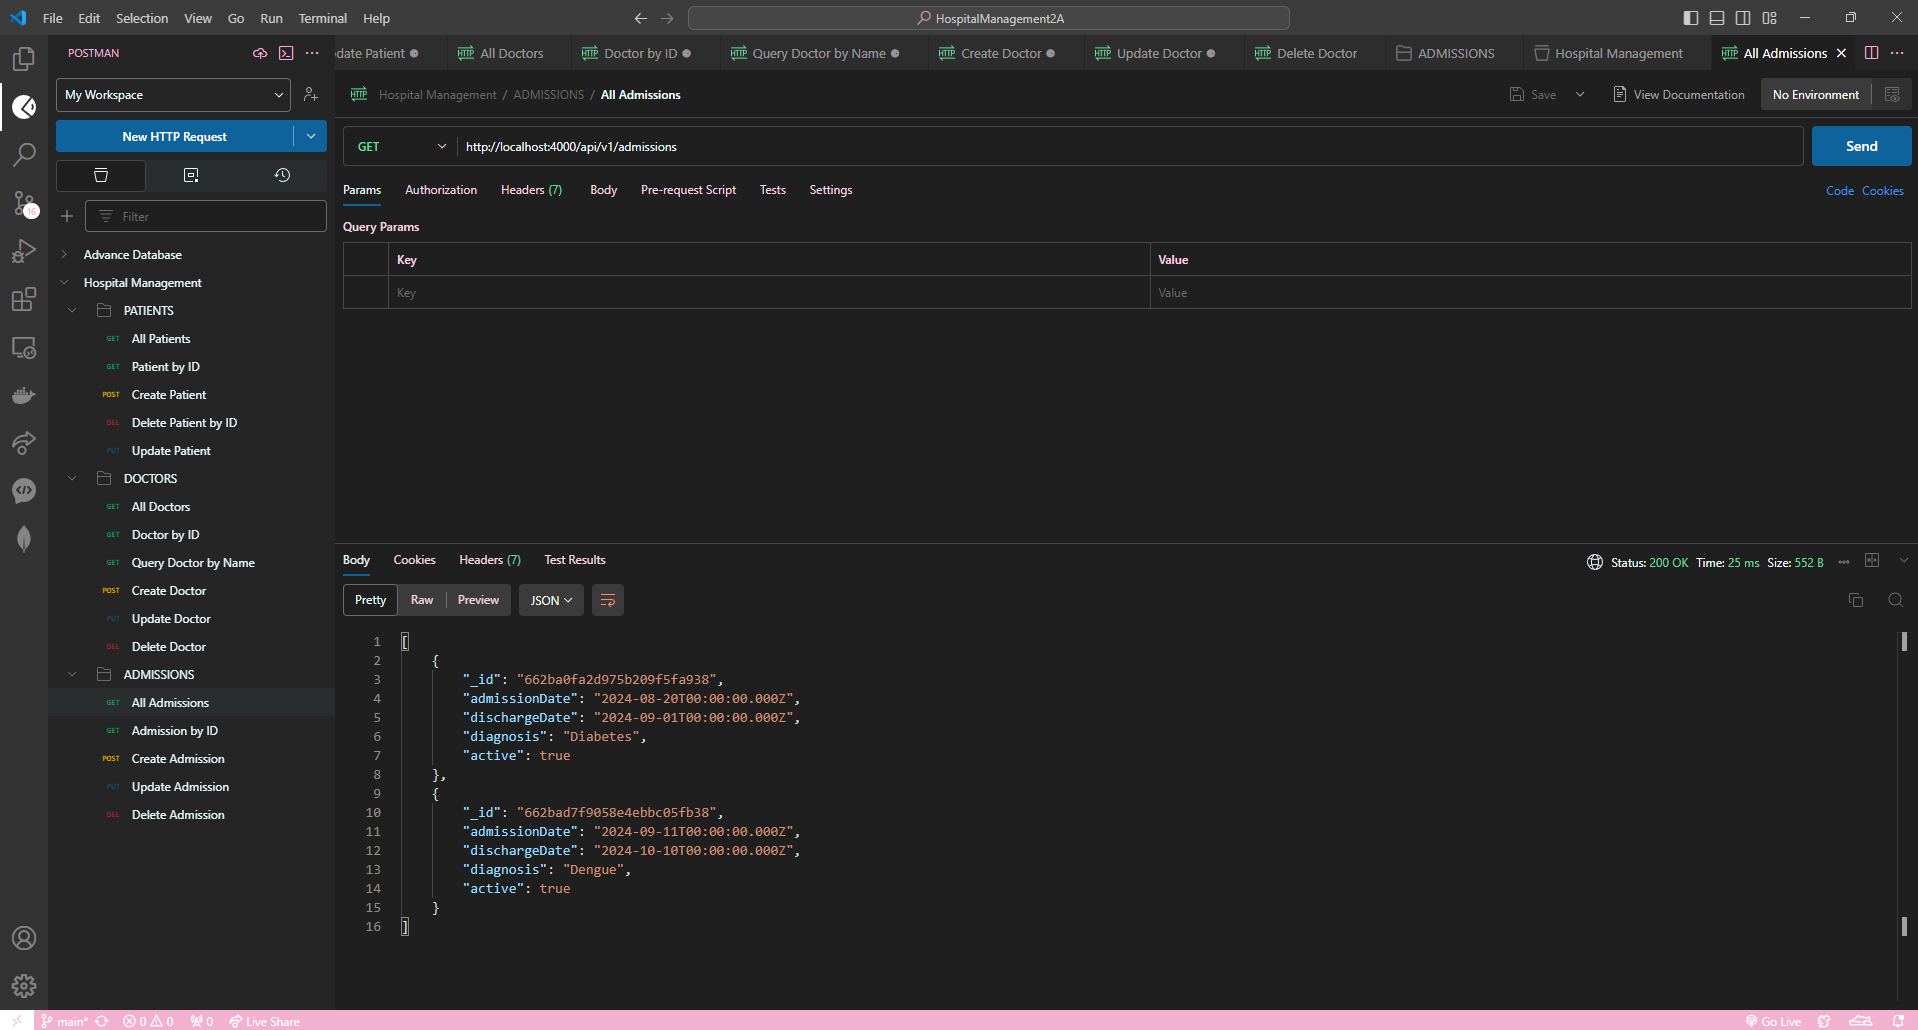 File Edit Selection View Go Run Terminal Help
HospitalManagement2A
POSTMAN
pdate Patient
HTTP All Doctors
HTTP Doctor by ID
HTTP Query Doctor by Name
HTTP Create Doctor
HTTP Update Doctor
HTTP Delete Doctor
ADMISSIONS
Hospital Management
HTTP All Admissions
My Workspace
HTTP Hospital Management / ADMISSIONS / All Admissions
Save
View Documentation
No Environment
New HTTP Request
GET http://localhost:4000/api/v1/admissions
Send
Params Authorization Headers (7) Body Pre-request Script Tests Settings
Code Cookies
16
Filter
Query Params
Key Value
Key Value
Advance Database
Hospital Management
PATIENTS
GET All Patients
GET Patient by ID
POST Create Patient
DEL Delete Patient by ID
PUT Update Patient
DOCTORS
GET All Doctors
GET Doctor by ID
GET Query Doctor by Name
POST Create Doctor
PUT Update Doctor
DEL Delete Doctor
ADMISSIONS
GET All Admissions
GET Admission by ID
POST Create Admission
PUT Update Admission
DEL Delete Admission
Body Cookies Headers (7) Test Results
Status: 200 OK Time: 25 ms Size: 552 B
Pretty Raw Preview JSON
1 [
2 {
3 "_id": "662ba0fa2d975b209f5fa938",
4 "admissionDate": "2024-08-20T00:00:00.000Z",
5 "dischargeDate": "2024-09-01T00:00:00.000Z",
6 "diagnosis": "Diabetes",
7 "active": true
8 },
9 {
10 "_id": "662bad7f9058e4ebbc05fb38",
11 "admissionDate": "2024-09-11T00:00:00.000Z",
12 "dischargeDate": "2024-10-10T00:00:00.000Z",
13 "diagnosis": "Dengue",
14 "active": true
15 }
16 ]
main* 0 0 0 Live Share
Go Live